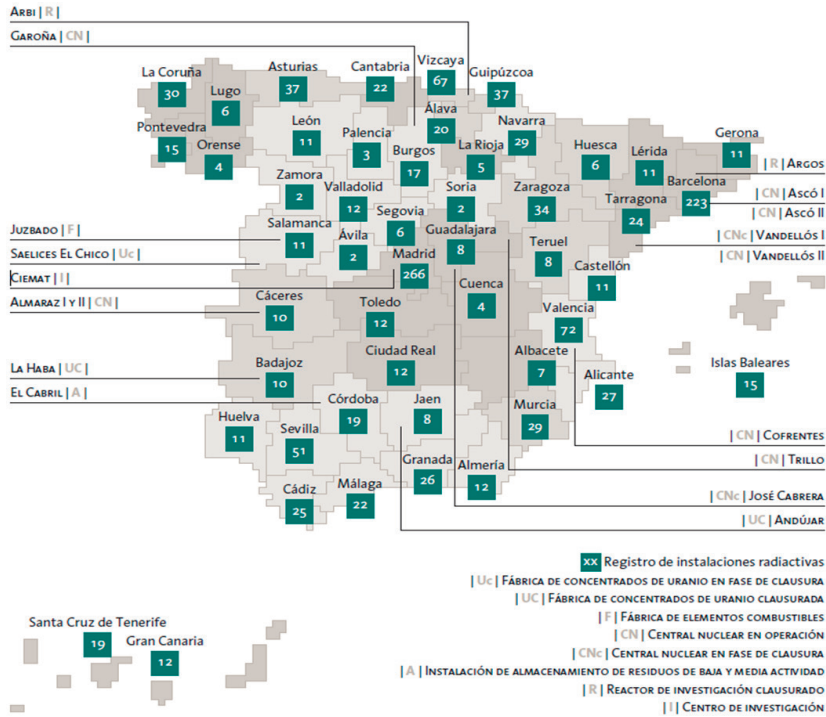 Arbi | R |
Garoña | CN |
Vizcaya
67
Asturias
37
Cantabria
22
Guipúzcoa
37
La Coruña
30
Lugo
6
Álava
20
León
11
Palencia
3
Navarra
29
Pontevedra
15
Orense
4
Burgos
17
La Rioja
5
Huesca
6
Lérida
11
Gerona
11
| R | Argos
Zamora
2
Valladolid
12
Soria
2
Zaragoza
34
Barcelona
223
Tarragona
24
| CN | Ascó I
| CN | Ascó II
Juzbado | F |
Salamanca
11
Segovia
6
Ávila
2
Guadalajara
8
| CNc | Vandellós I
| CN | Vandellós II
Saelices El Chico | Uc |
Ciemat | I |
Madrid
266
Teruel
8
Castellón
11
Almaraz I y II | CN |
Cáceres
10
Toledo
12
Cuenca
4
Valencia
72
La Haba | UC |
Badajoz
10
Ciudad Real
12
Albacete
7
Alicante
27
Islas Baleares
15
El Cabril | A |
Córdoba
19
Jaen
8
Murcia
29
Huelva
11
Sevilla
51
| CN | Cofrentes
Granada
26
Almería
12
| CN | Trillo
Cádiz
25
Málaga
22
| CNc | José Cabrera
| UC | Andújar
xx Registro de instalaciones radiactivas
| Uc | Fábrica de concentrados de uranio en fase de clausura
| UC | Fábrica de concentrados de uranio clausurada
| F | Fábrica de elementos combustibles
| CN | Central nuclear en operación
| CNc | Central nuclear en fase de clausura
| A | Instalación de almacenamiento de residuos de baja y media actividad
| R | Reactor de investigación clausurado
| I | Centro de investigación
Santa Cruz de Tenerife
19
Gran Canaria
12